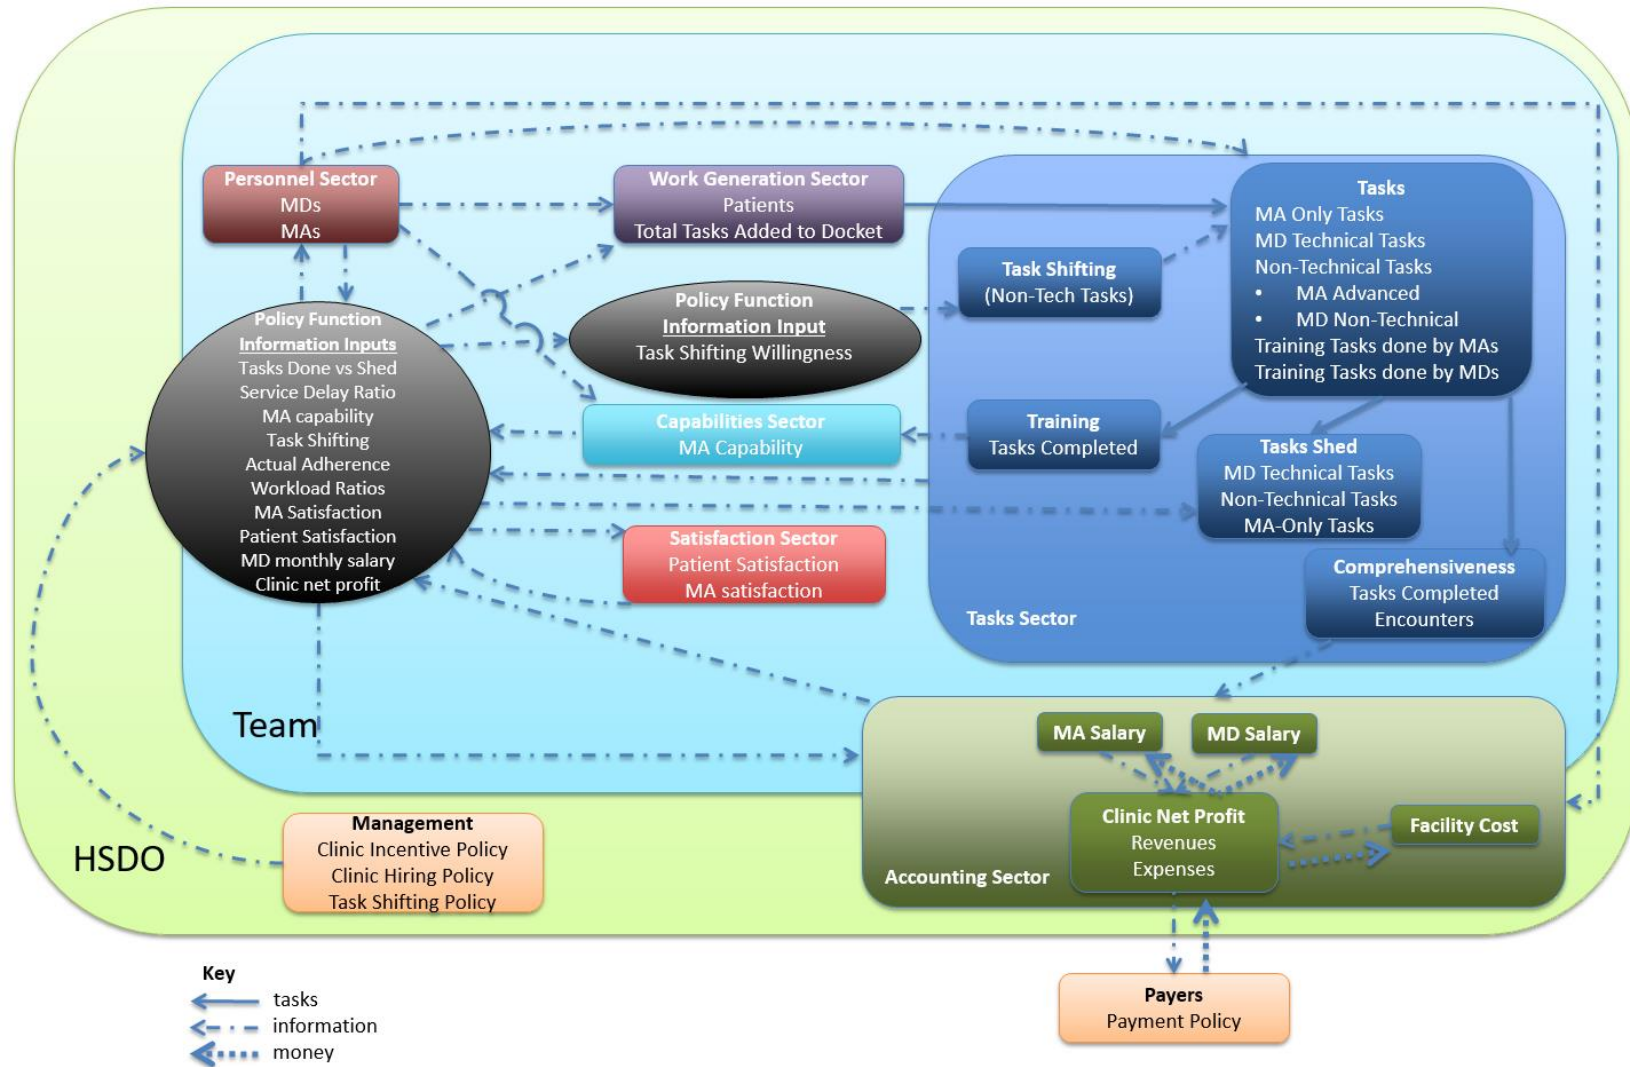 Personnel Sector
MDs
MAs
Work Generation Sector
Patients
Total Tasks Added to Docket
Tasks
MA Only Tasks
MD Technical Tasks
Non-Technical Tasks
• MA Advanced
• MD Non-Technical
Training Tasks done by MAs
Training Tasks done by MDs
Task Shifting
(Non-Tech Tasks)
Policy Function
Information Input
Task Shifting Willingness
Policy Function
Information Inputs
Tasks Done vs Shed
Service Delay Ratio
MA capability
Task Shifting
Actual Adherence
Workload Ratios
MA Satisfaction
Patient Satisfaction
MD monthly salary
Clinic net profit
Capabilities Sector
MA Capability
Training
Tasks Completed
Tasks Shed
MD Technical Tasks
Non-Technical Tasks
MA-Only Tasks
Satisfaction Sector
Patient Satisfaction
MA satisfaction
Comprehensiveness
Tasks Completed
Encounters
Tasks Sector
Team
MA Salary
MD Salary
Clinic Net Profit
Revenues
Expenses
Facility Cost
Accounting Sector
Management
Clinic Incentive Policy
Clinic Hiring Policy
Task Shifting Policy
HSDO
Payers
Payment Policy
Key
tasks
information
money